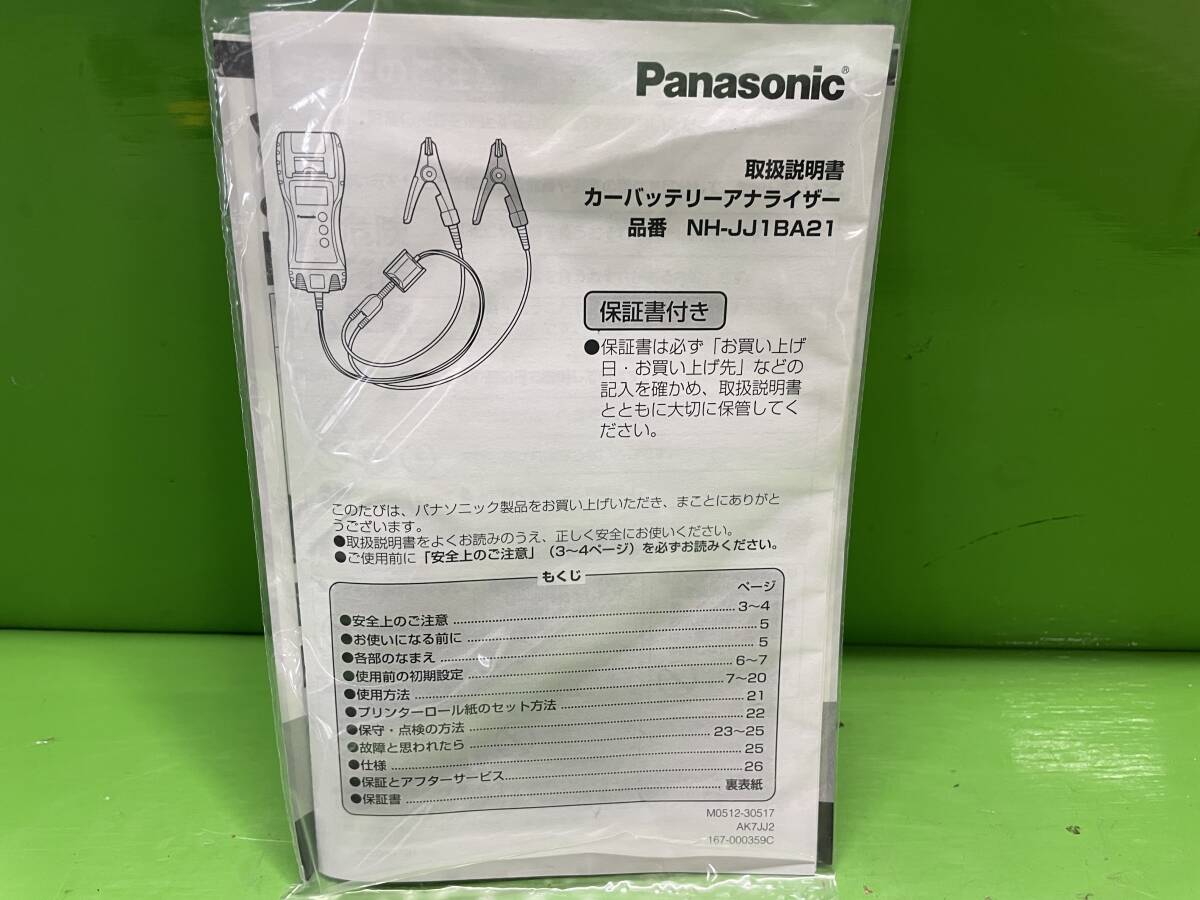 Panasonic®
取扱説明書
カーバッテリーアナライザー
品番 NH-JJ1BA21
保証書付き
●保証書は必ず「お買い上げ
日・お買い上げ先」などの
記入を確かめ、取扱説明書
とともに大切に保管してく
ださい。
Panasonic
このたびは、パナソニック製品をお買い上げいただき、まことにありがと
うございます。
●取扱説明書をよくお読みのうえ、正しく安全にお使いください。
●ご使用前に「安全上のご注意」(3〜4ページ)を必ずお読みください。
もくじ
ページ
●安全上のご注意 ........ 3〜4
●お使いになる前に ........ 5
●各部のなまえ ........ 5
●使用前の初期設定 ........ 6〜7
●使用方法 ........ 7〜20
●プリンターロール紙のセット方法 ........ 21
●保守・点検の方法 ........ 22
●故障と思われたら ........ 23〜25
●仕様 ........ 25
●保証とアフターサービス ........ 26
●保証書 ........ 裏表紙
M0512-30517
AK7JJ2
167-000359C